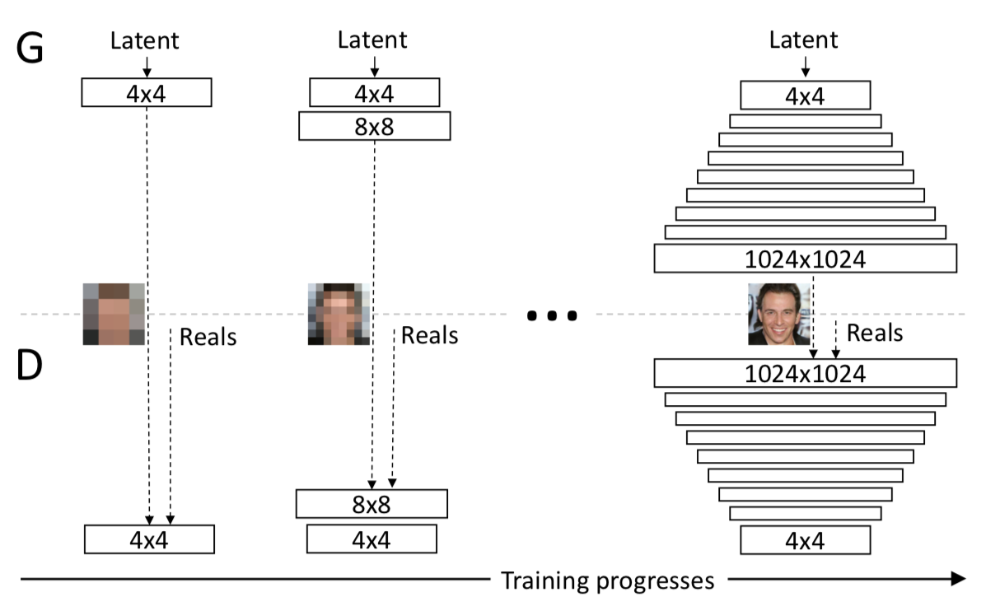 G
Latent
Latent
Latent
4x4
4x4
4x4
8x8
1024x1024
Reals
Reals
Reals
D
1024x1024
8x8
4x4
4x4
4x4
Training progresses